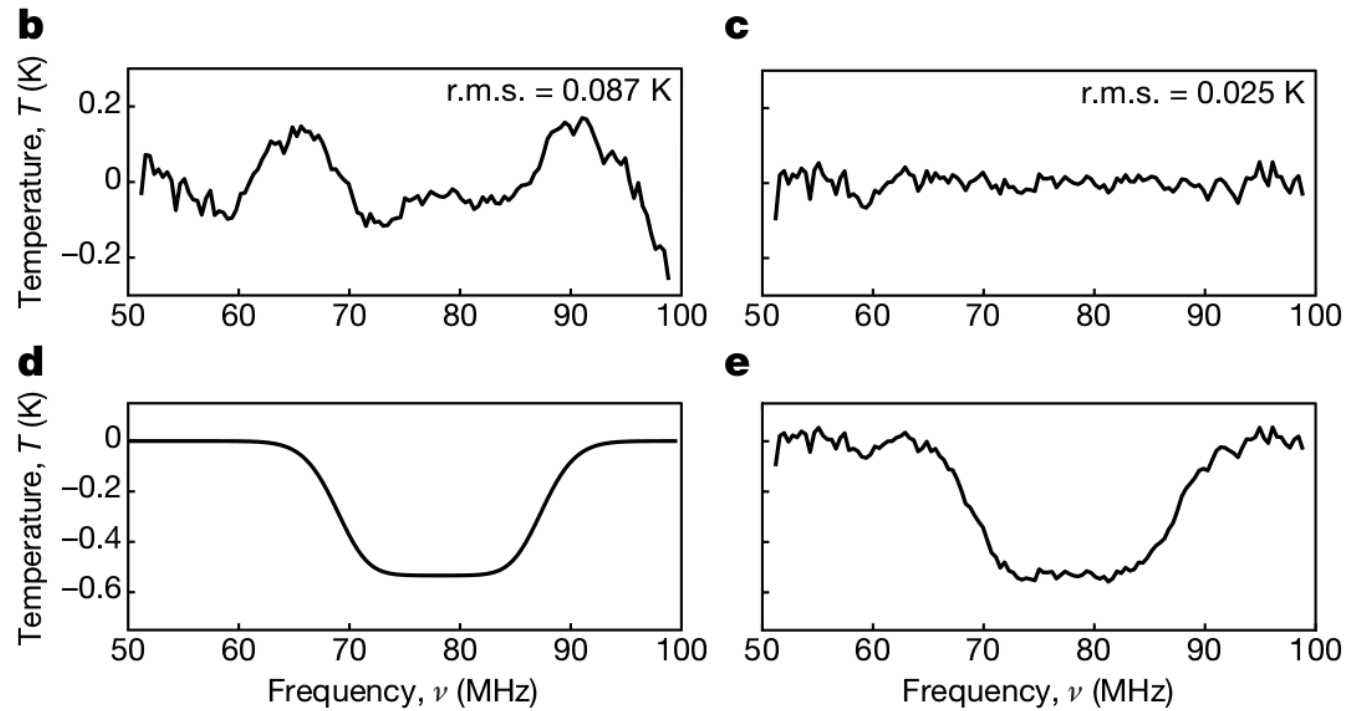 b
r.m.s. = 0.087 K
Temperature, T (K)
0.2
0
−0.2
50 60 70 80 90 100
c
r.m.s. = 0.025 K
50 60 70 80 90 100
d
Temperature, T (K)
0
−0.2
−0.4
−0.6
50 60 70 80 90 100
Frequency, ν (MHz)
e
50 60 70 80 90 100
Frequency, ν (MHz)